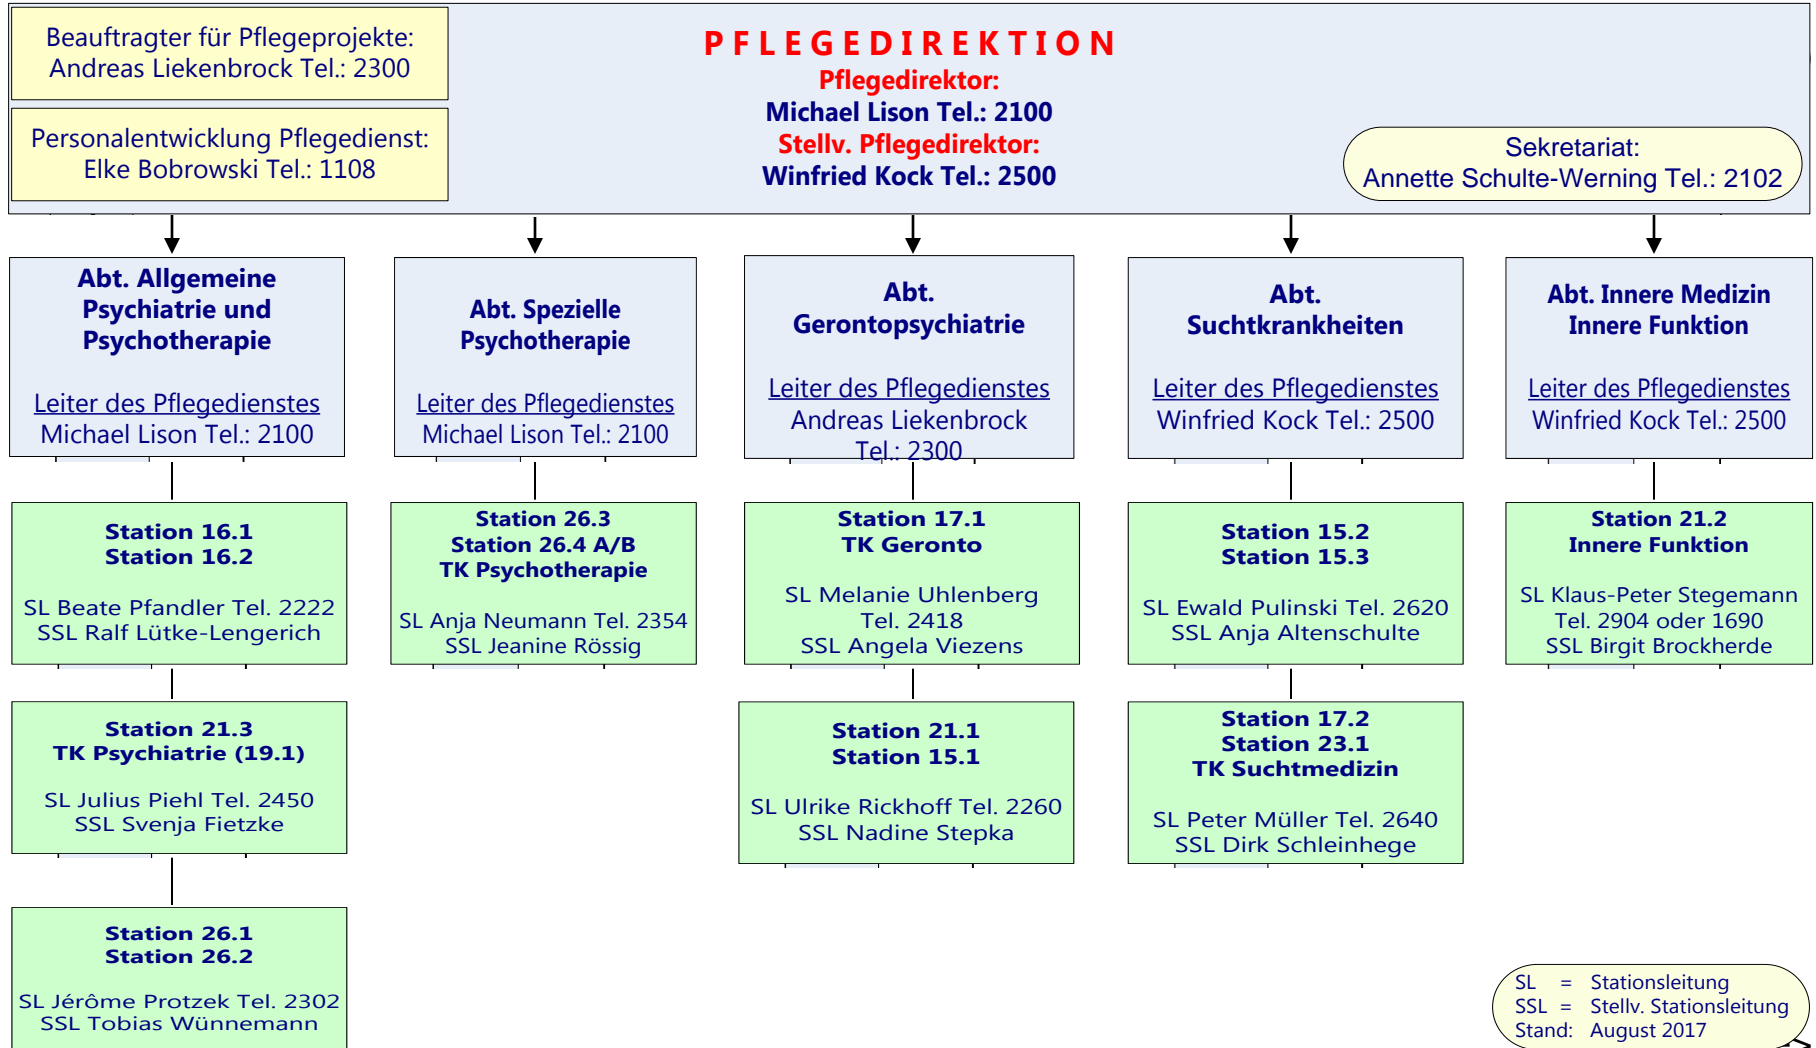 Beauftragter für Pflegeprojekte:
Andreas Liekenbrock Tel.: 2300
Personalentwicklung Pflegedienst:
Elke Bobrowski Tel.: 1108
PFLEGEDIREKTION
Pflegedirektor:
Michael Lison Tel.: 2100
Stellv. Pflegedirektor:
Winfried Kock Tel.: 2500
Sekretariat:
Annette Schulte-Werning Tel.: 2102
Abt. Allgemeine
Psychiatrie und
Psychotherapie
Leiter des Pflegedienstes
Michael Lison Tel.: 2100
Abt. Spezielle
Psychotherapie
Leiter des Pflegedienstes
Michael Lison Tel.: 2100
Abt.
Gerontopsychiatrie
Leiter des Pflegedienstes
Andreas Liekenbrock
Tel.: 2300
Abt.
Suchtkrankheiten
Leiter des Pflegedienstes
Winfried Kock Tel.: 2500
Abt. Innere Medizin
Innere Funktion
Leiter des Pflegedienstes
Winfried Kock Tel.: 2500
Station 16.1
Station 16.2
SL Beate Pfandler Tel. 2222
SSL Ralf Lütke-Lengerich
Station 26.3
Station 26.4 A/B
TK Psychotherapie
SL Anja Neumann Tel. 2354
SSL Jeanine Rössig
Station 17.1
TK Geronto
SL Melanie Uhlenberg
Tel. 2418
SSL Angela Viezens
Station 15.2
Station 15.3
SL Ewald Pulinski Tel. 2620
SSL Anja Altenschulte
Station 21.2
Innere Funktion
SL Klaus-Peter Stegemann
Tel. 2904 oder 1690
SSL Birgit Brockherde
Station 21.3
TK Psychiatrie (19.1)
SL Julius Piehl Tel. 2450
SSL Svenja Fietzke
Station 21.1
Station 15.1
SL Ulrike Rickhoff Tel. 2260
SSL Nadine Stepka
Station 17.2
Station 23.1
TK Suchtmedizin
SL Peter Müller Tel. 2640
SSL Dirk Schleinhege
Station 26.1
Station 26.2
SL Jérôme Protzek Tel. 2302
SSL Tobias Wünnemann
SL = Stationsleitung
SSL = Stellv. Stationsleitung
Stand: August 2017